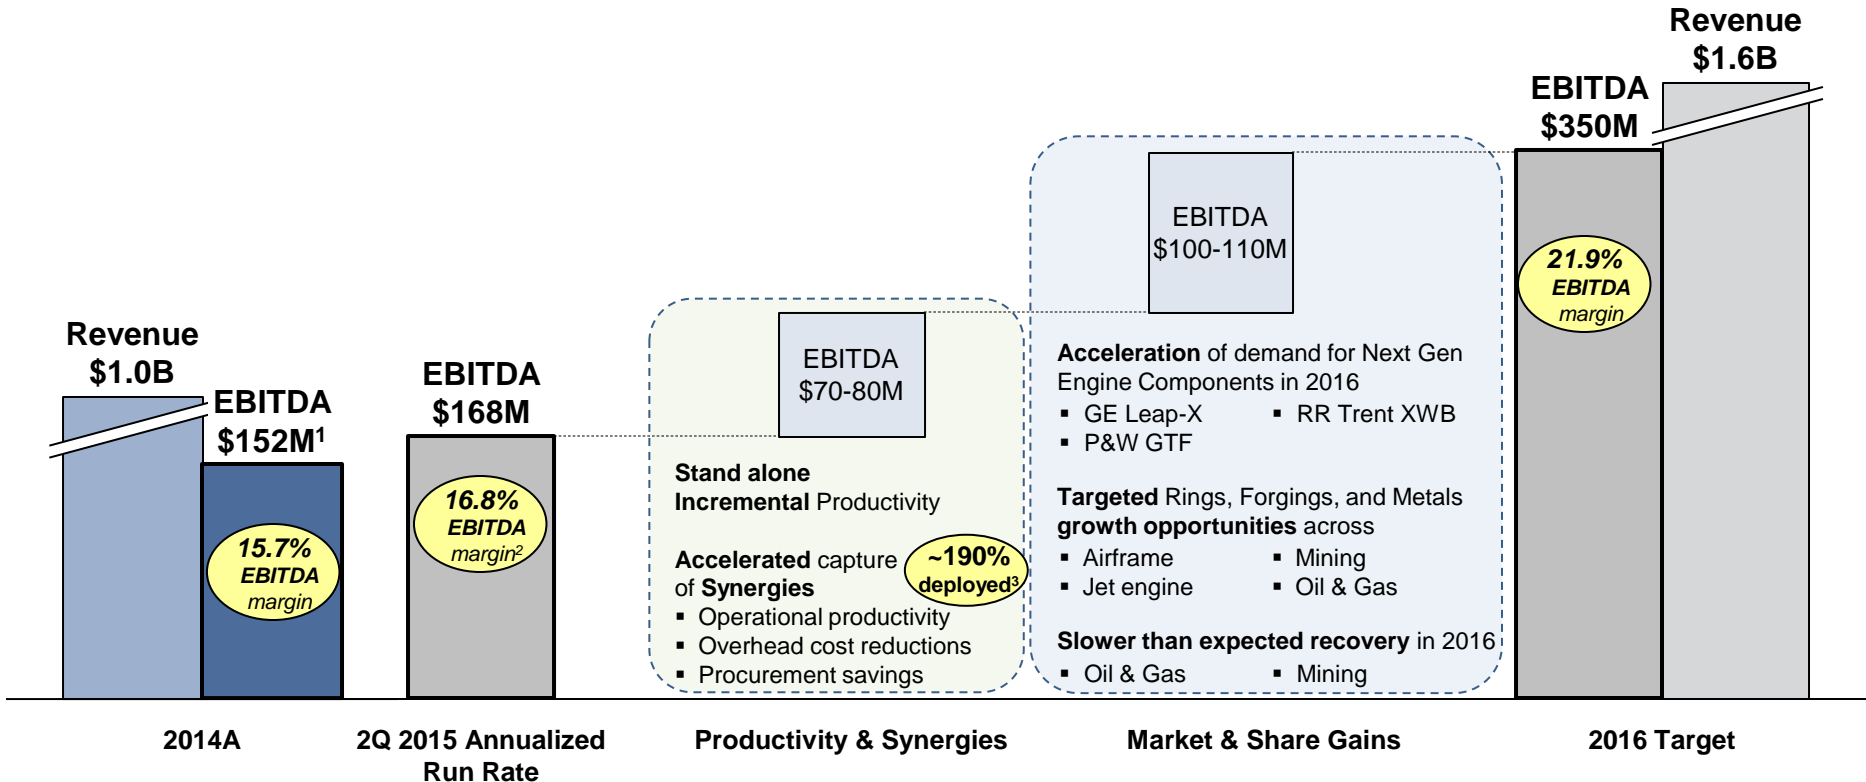 Revenue
$1.0B
EBITDA
$152M¹
15.7%
EBITDA
margin
EBITDA
$168M
16.8%
EBITDA
margin²
EBITDA
$70-80M
Stand alone
Incremental Productivity
Accelerated capture
of Synergies
▪ Operational productivity
▪ Overhead cost reductions
▪ Procurement savings
~190%
deployed³
EBITDA
$100-110M
Acceleration of demand for Next Gen
Engine Components in 2016
▪ GE Leap-X ▪ RR Trent XWB
▪ P&W GTF
Targeted Rings, Forgings, and Metals
growth opportunities across
▪ Airframe ▪ Mining
▪ Jet engine ▪ Oil & Gas
Slower than expected recovery in 2016
▪ Oil & Gas ▪ Mining
EBITDA
$350M
21.9%
EBITDA
margin
Revenue
$1.6B
2014A
2Q 2015 Annualized
Run Rate
Productivity & Synergies
Market & Share Gains
2016 Target